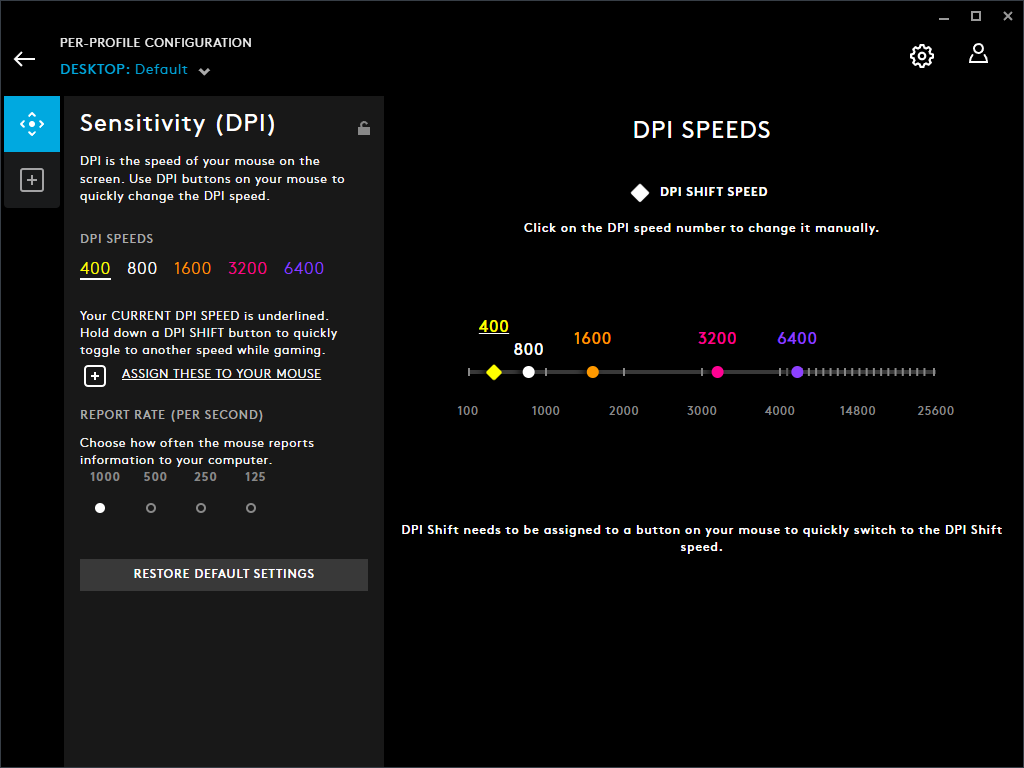 PER-PROFILE CONFIGURATION
DESKTOP: Default
Sensitivity (DPI)
DPI is the speed of your mouse on the
screen. Use DPI buttons on your mouse to
quickly change the DPI speed.
DPI SPEEDS
400 800 1600 3200 6400
Your CURRENT DPI SPEED is underlined.
Hold down a DPI SHIFT button to quickly
toggle to another speed while gaming.
ASSIGN THESE TO YOUR MOUSE
REPORT RATE (PER SECOND)
Choose how often the mouse reports
information to your computer.
1000 500 250 125
RESTORE DEFAULT SETTINGS
DPI SPEEDS
DPI SHIFT SPEED
Click on the DPI speed number to change it manually.
400 800 1600 3200 6400
100 1000 2000 3000 4000 14800 25600
DPI Shift needs to be assigned to a button on your mouse to quickly switch to the DPI Shift
speed.